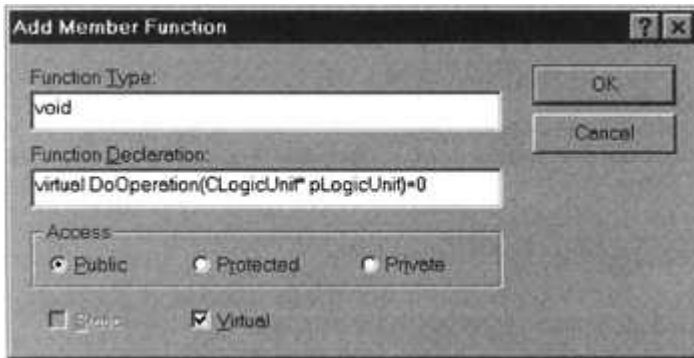 Add Member Function
Function Type:
void
OK
Cancel
Function Declaration:
virtual DoOperation(CLogicUnit* pLogicUnit)=0
Access
Public Protected Private
Static Virtual